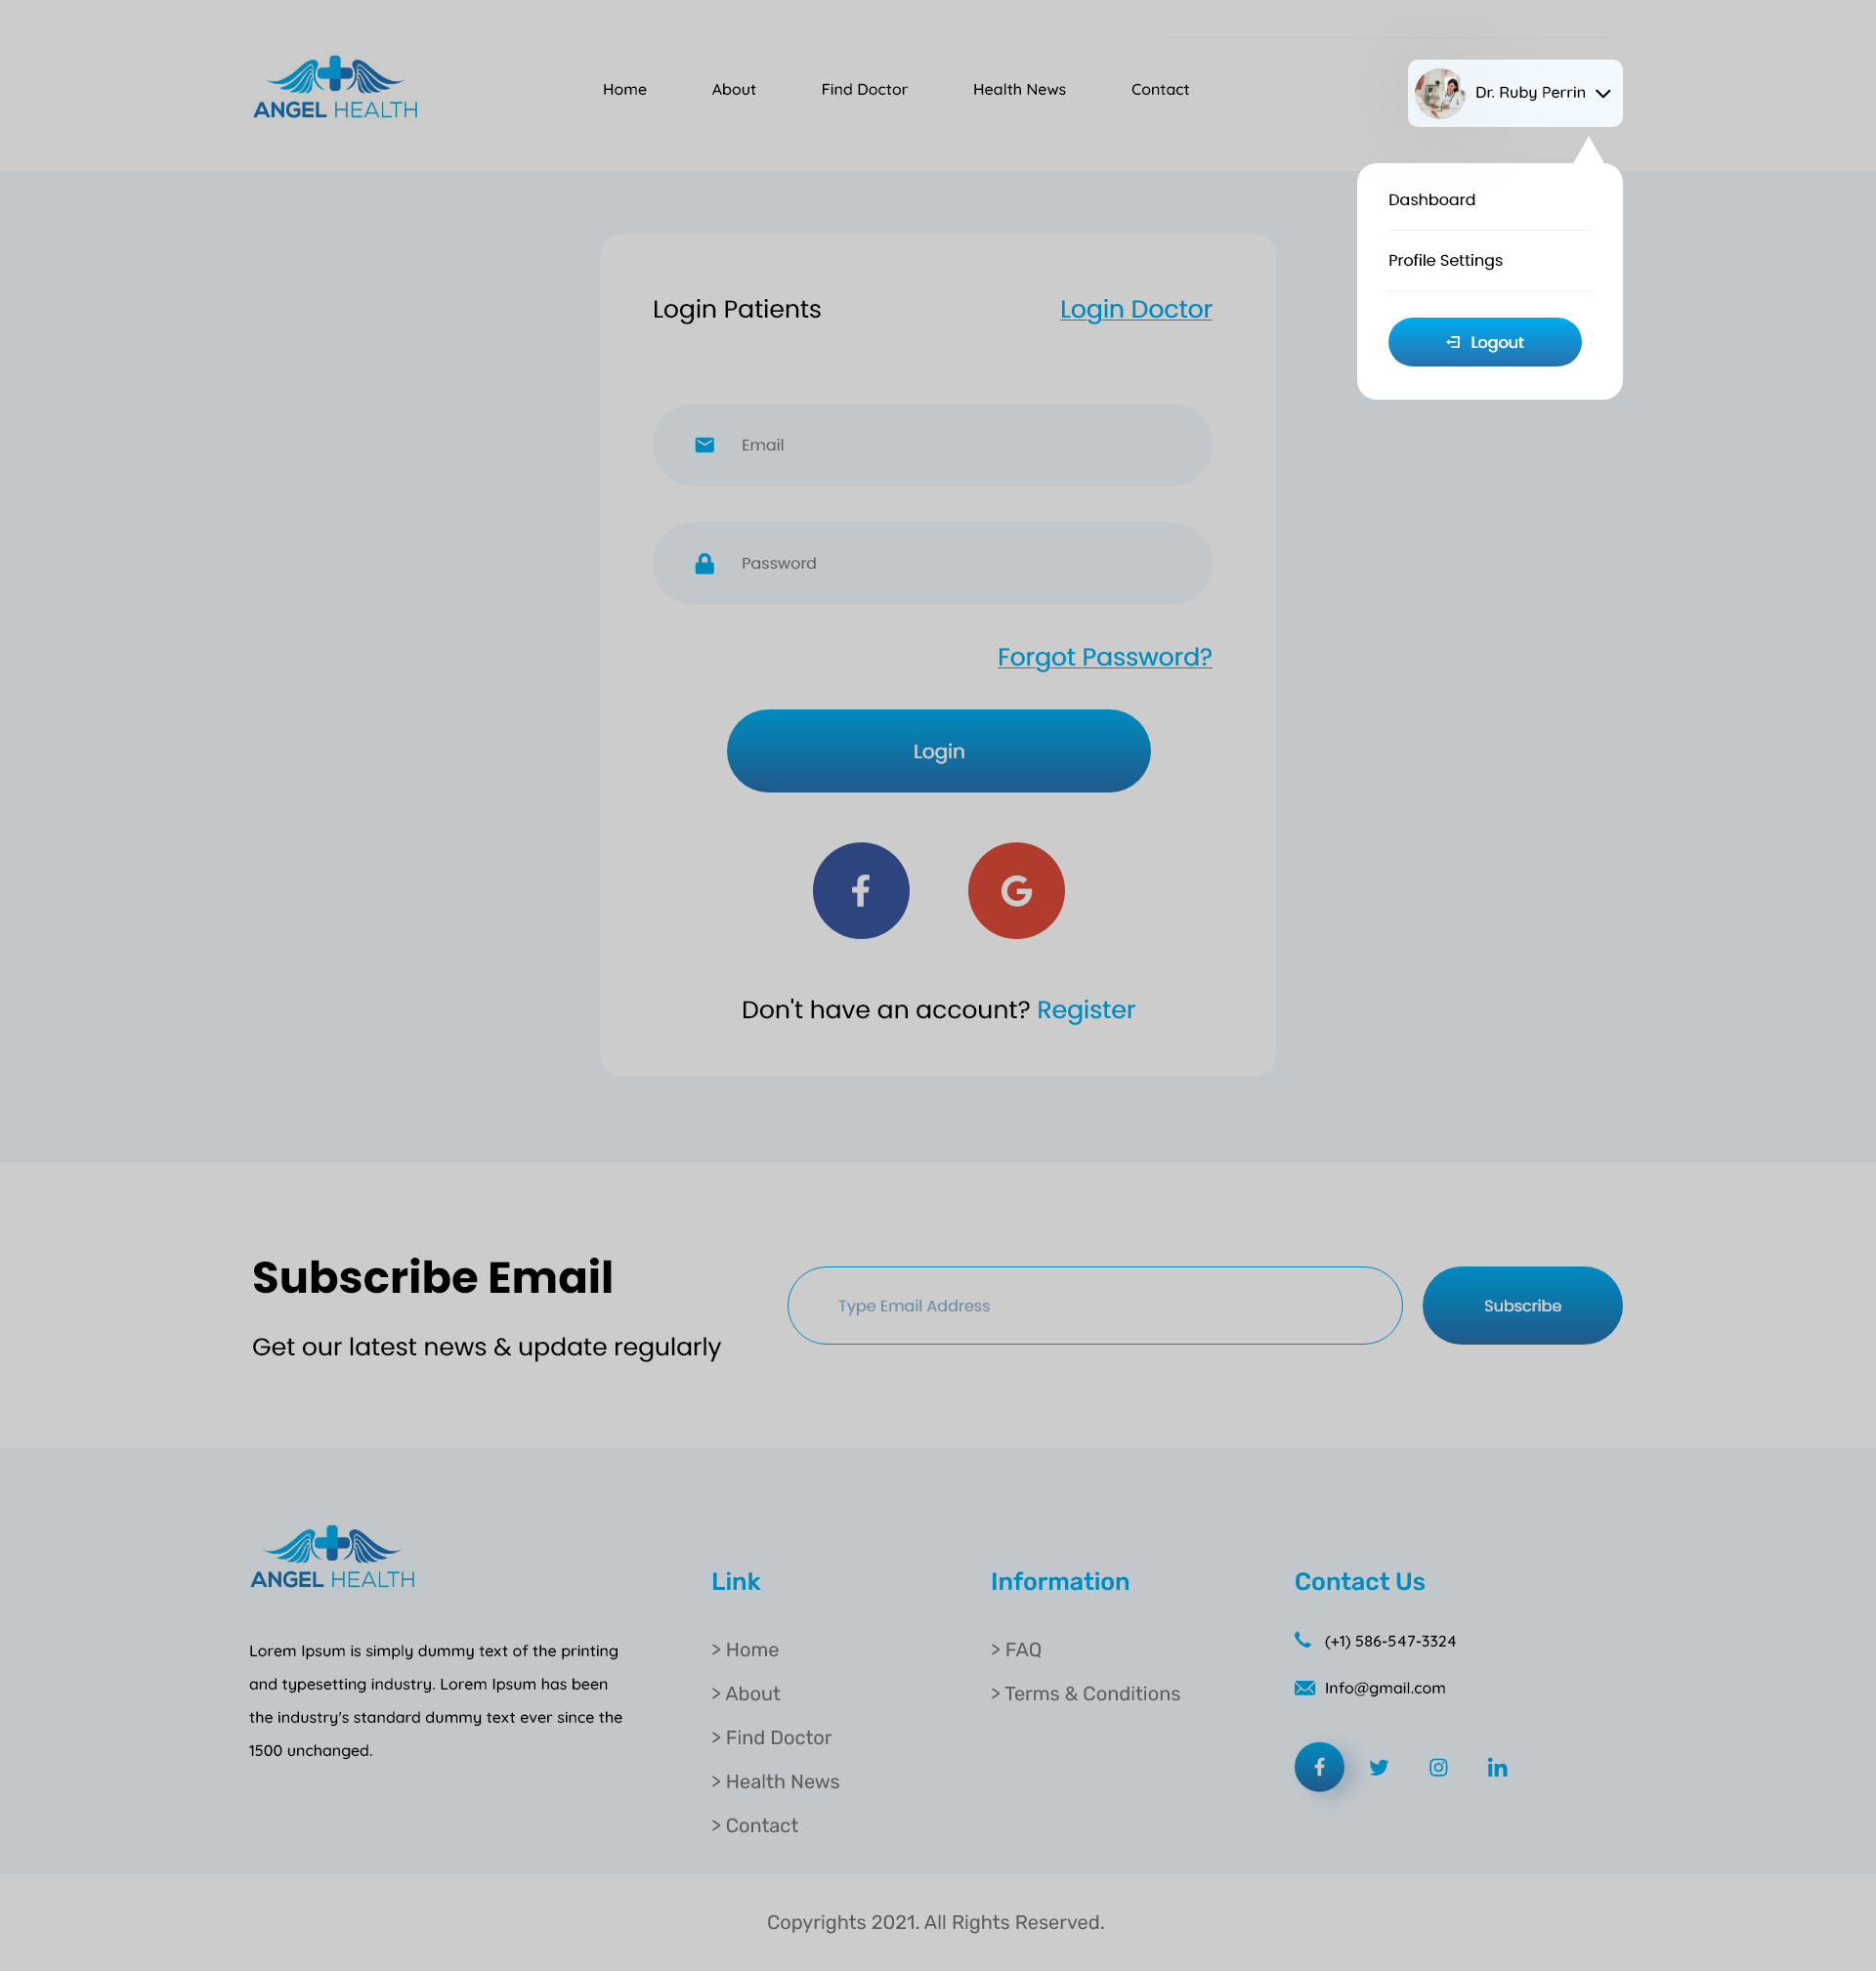 ANGEL HEALTH
Home
About
Find Doctor
Health News
Contact
Dr. Ruby Perrin
Dashboard
Profile Settings
Logout
Login Patients
Login Doctor
Email
Password
Forgot Password?
Login
Don't have an account? Register
Subscribe Email
Get our latest news & update regularly
Type Email Address
Subscribe
ANGEL HEALTH
Lorem Ipsum is simply dummy text of the printing
and typesetting industry. Lorem Ipsum has been
the industry's standard dummy text ever since the
1500 unchanged.
Link
> Home
> About
> Find Doctor
> Health News
> Contact
Information
> FAQ
> Terms & Conditions
Contact Us
(+1) 586-547-3324
Info@gmail.com
Copyrights 2021. All Rights Reserved.